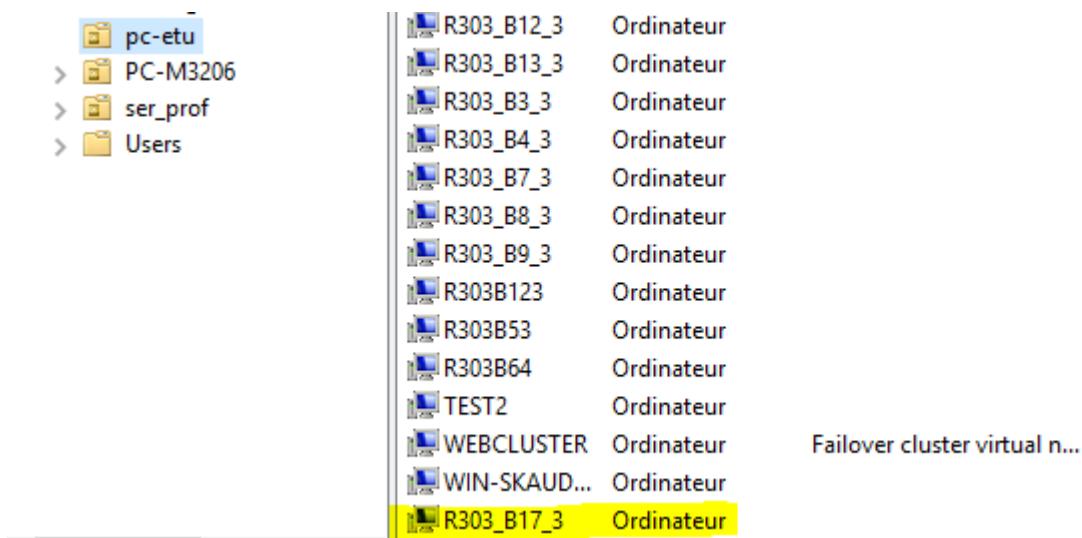 pc-etu
PC-M3206
ser_prof
Users
R303_B12_3 Ordinateur
R303_B13_3 Ordinateur
R303_B3_3 Ordinateur
R303_B4_3 Ordinateur
R303_B7_3 Ordinateur
R303_B8_3 Ordinateur
R303_B9_3 Ordinateur
R303B123 Ordinateur
R303B53 Ordinateur
R303B64 Ordinateur
TEST2 Ordinateur
WEBCLUSTER Ordinateur Failover cluster virtual n...
WIN-SKAUD... Ordinateur
R303_B17_3 Ordinateur